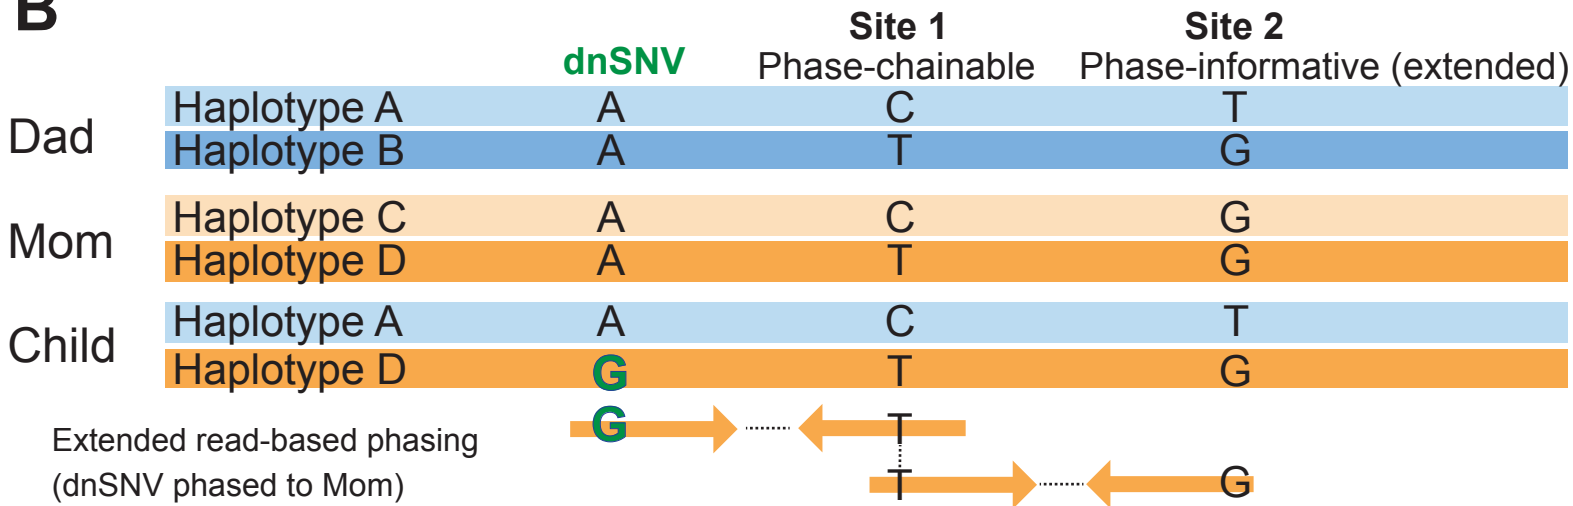 B
Site 1 Site 2
dnSNV Phase-chainable Phase-informative (extended)
Dad
Haplotype A A C T
Haplotype B A T G
Mom
Haplotype C A C G
Haplotype D A T G
Child
Haplotype A A C T
Haplotype D G T G
G T
Extended read-based phasing
(dnSNV phased to Mom) T G